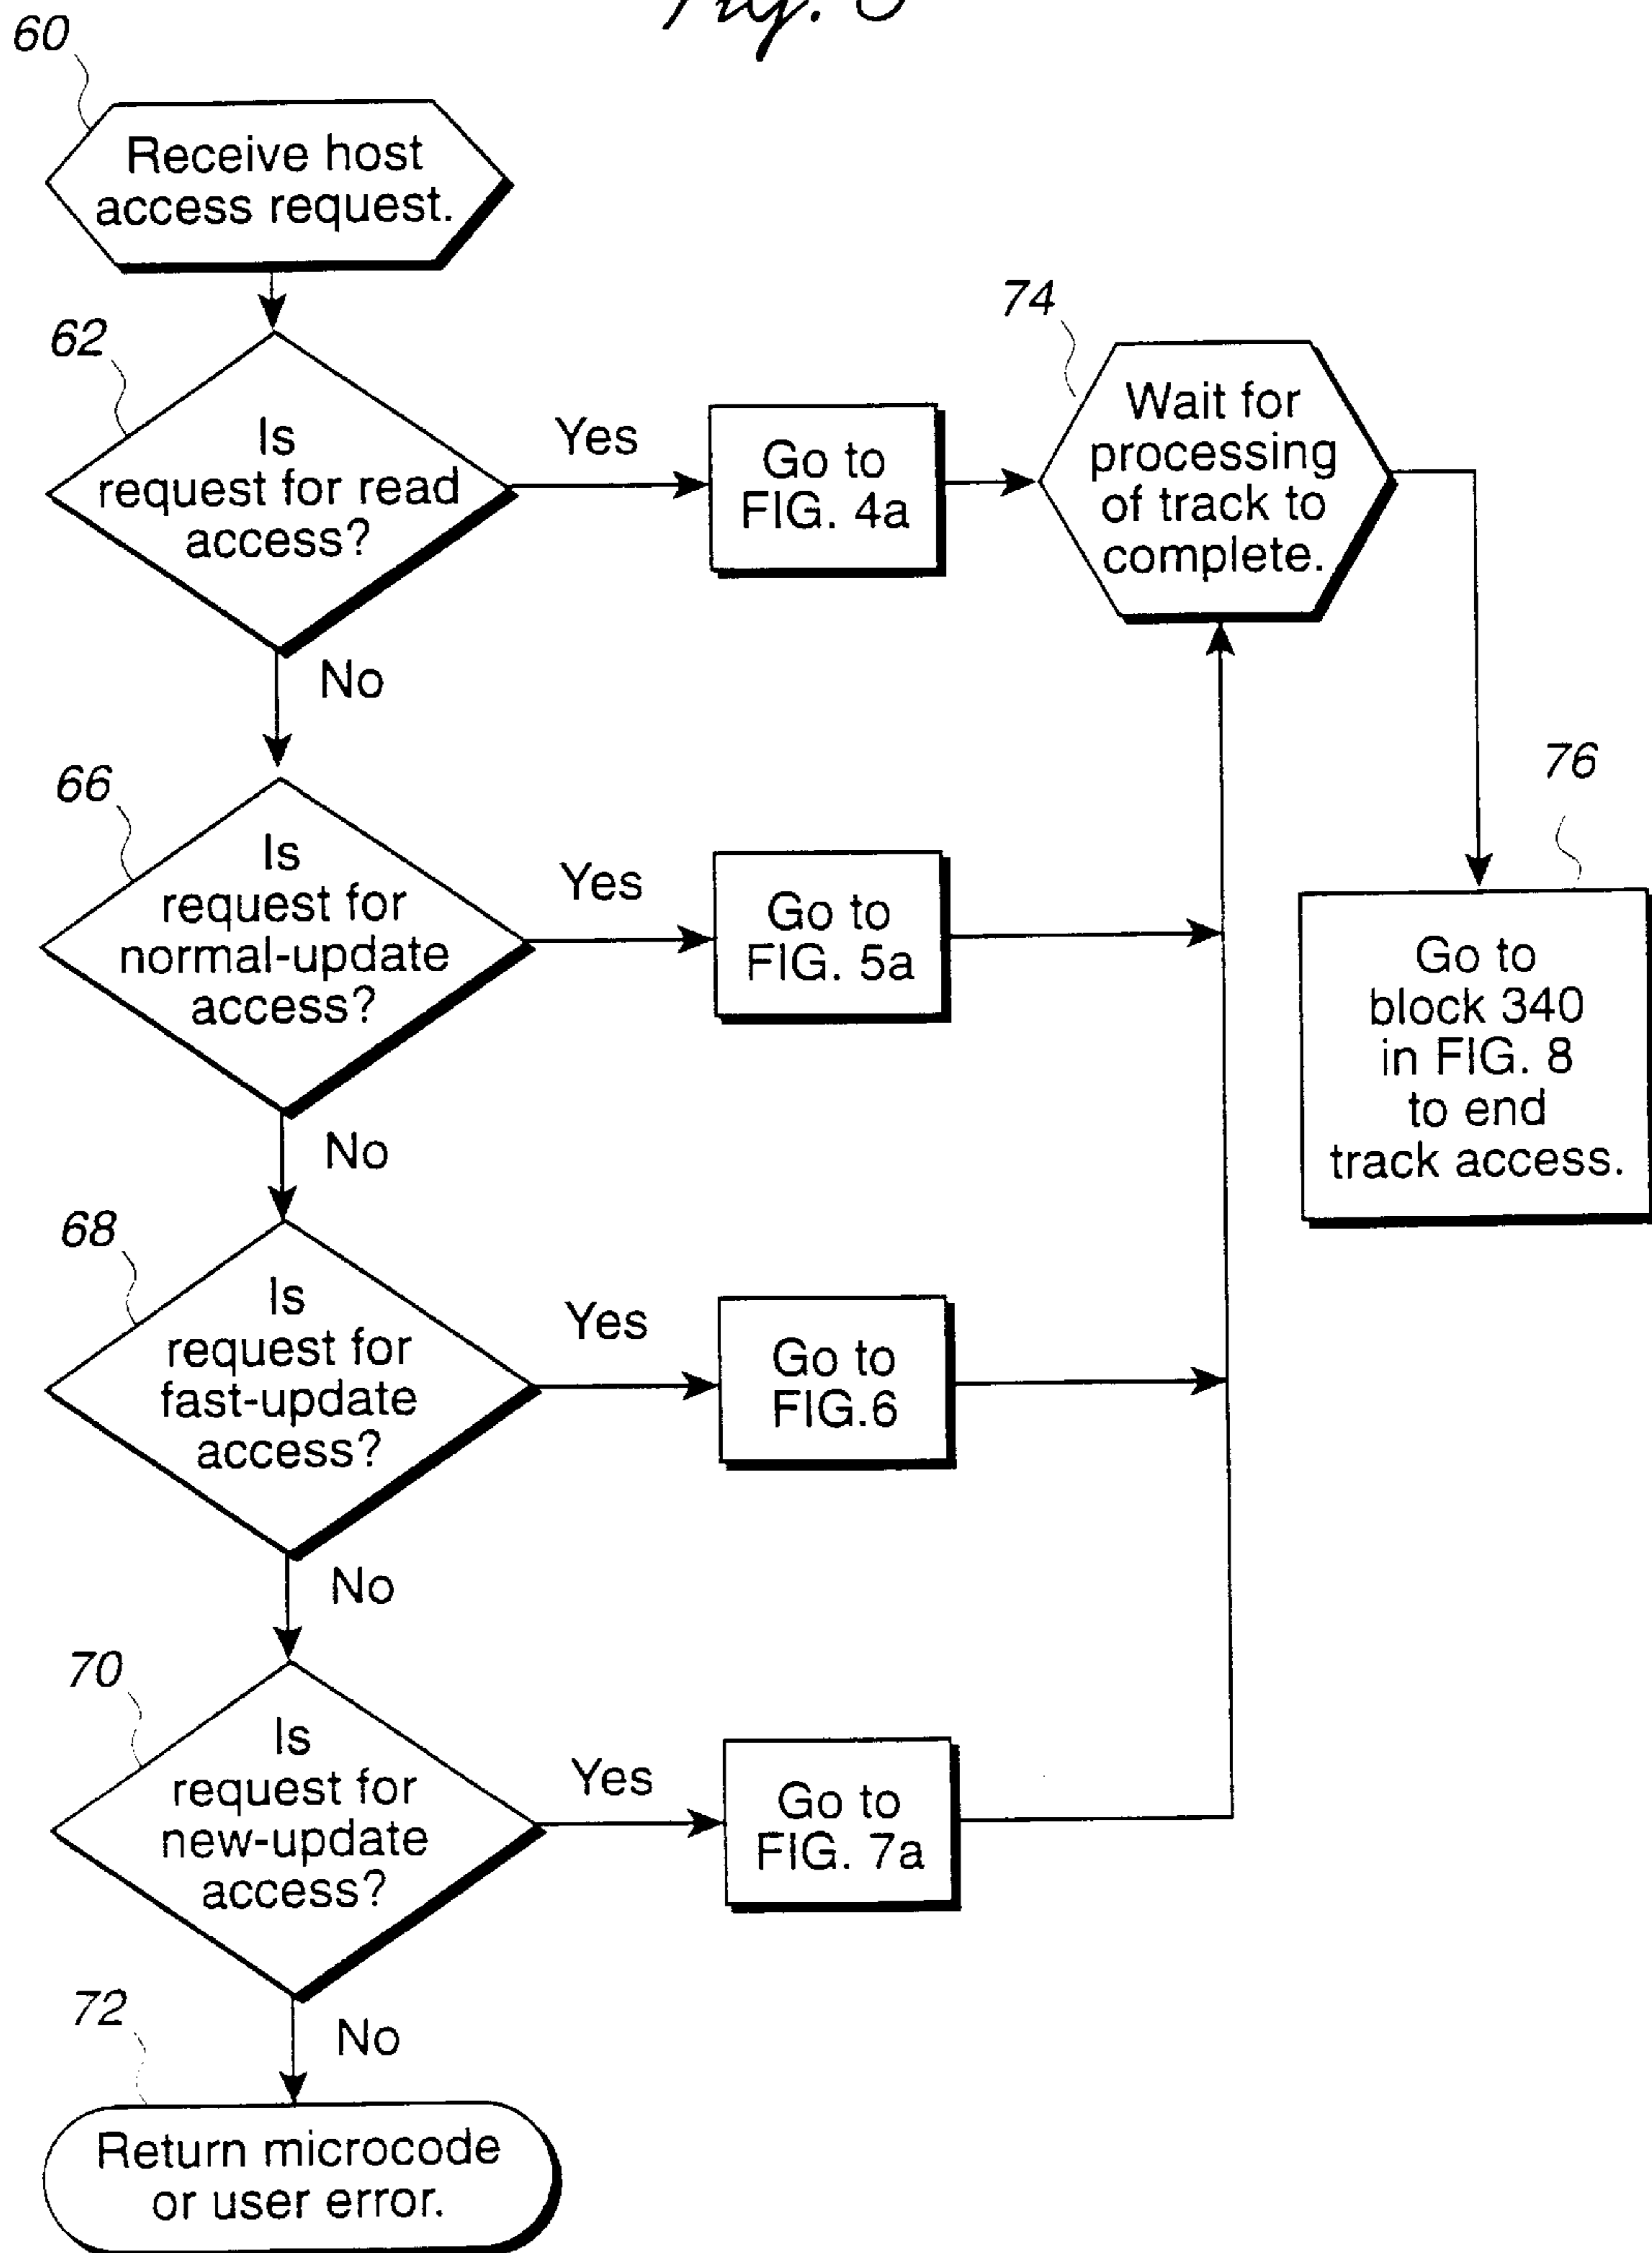 Fig. 3
60
Receive host
access request.
62
Is
request for read
access?
Yes
Go to
FIG. 4a
74
Wait for
processing
of track to
complete.
No
66
Is
request for
normal-update
access?
Yes
Go to
FIG. 5a
76
Go to
block 340
in FIG. 8
to end
track access.
No
68
Is
request for
fast-update
access?
Yes
Go to
FIG.6
No
70
Is
request for
new-update
access?
Yes
Go to
FIG. 7a
No
72
Return microcode
or user error.